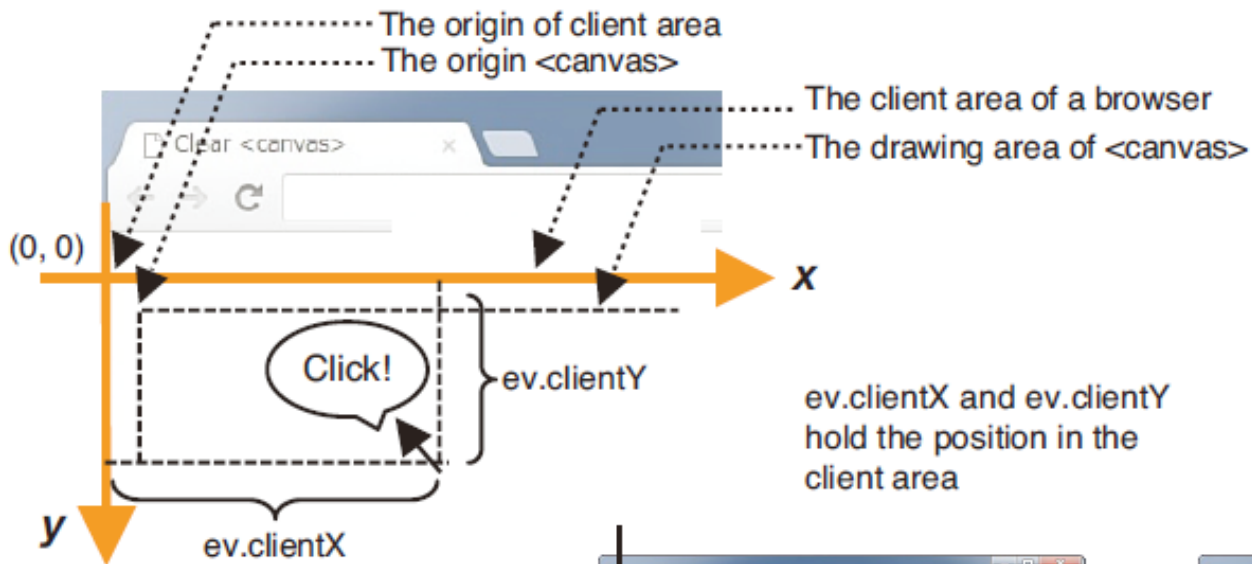 The origin of client area
The origin <canvas>
The client area of a browser
The drawing area of <canvas>
Clear <canvas>
(0, 0)
x
Click!
ev.clientY
ev.clientX and ev.clientY
hold the position in the
client area
y
ev.clientX